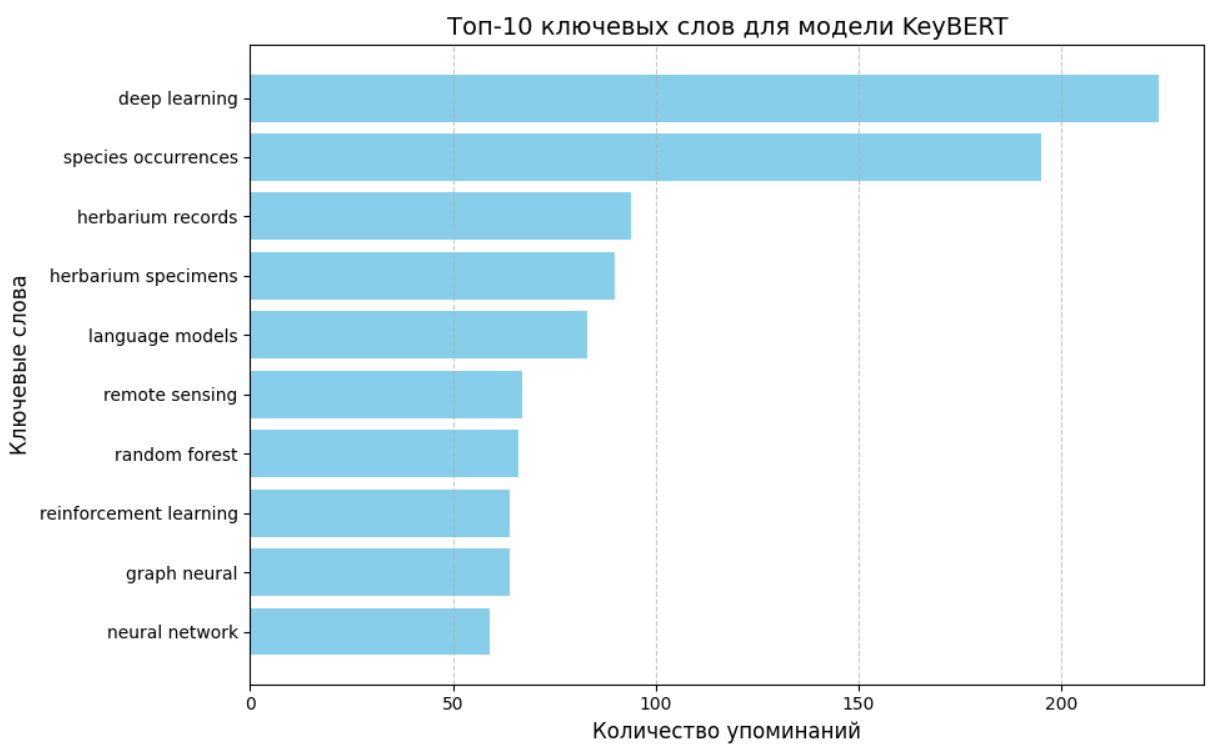 Топ-10 ключевых слов для модели KeyBERT
Ключевые слова
deep learning
species occurrences
herbarium records
herbarium specimens
language models
remote sensing
random forest
reinforcement learning
graph neural
neural network
0 50 100 150 200
Количество упоминаний